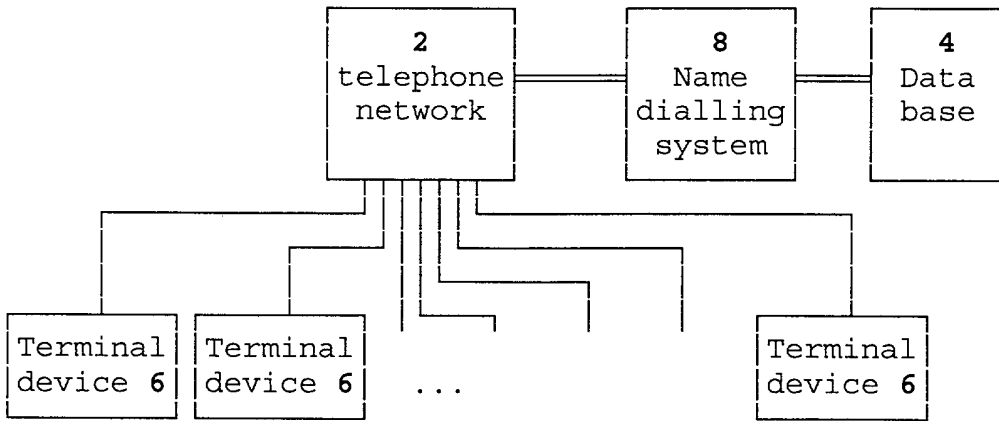 2
telephone
network
8
Name
dialling
system
4
Data
base
Terminal
device 6
Terminal
device 6
...
Terminal
device 6